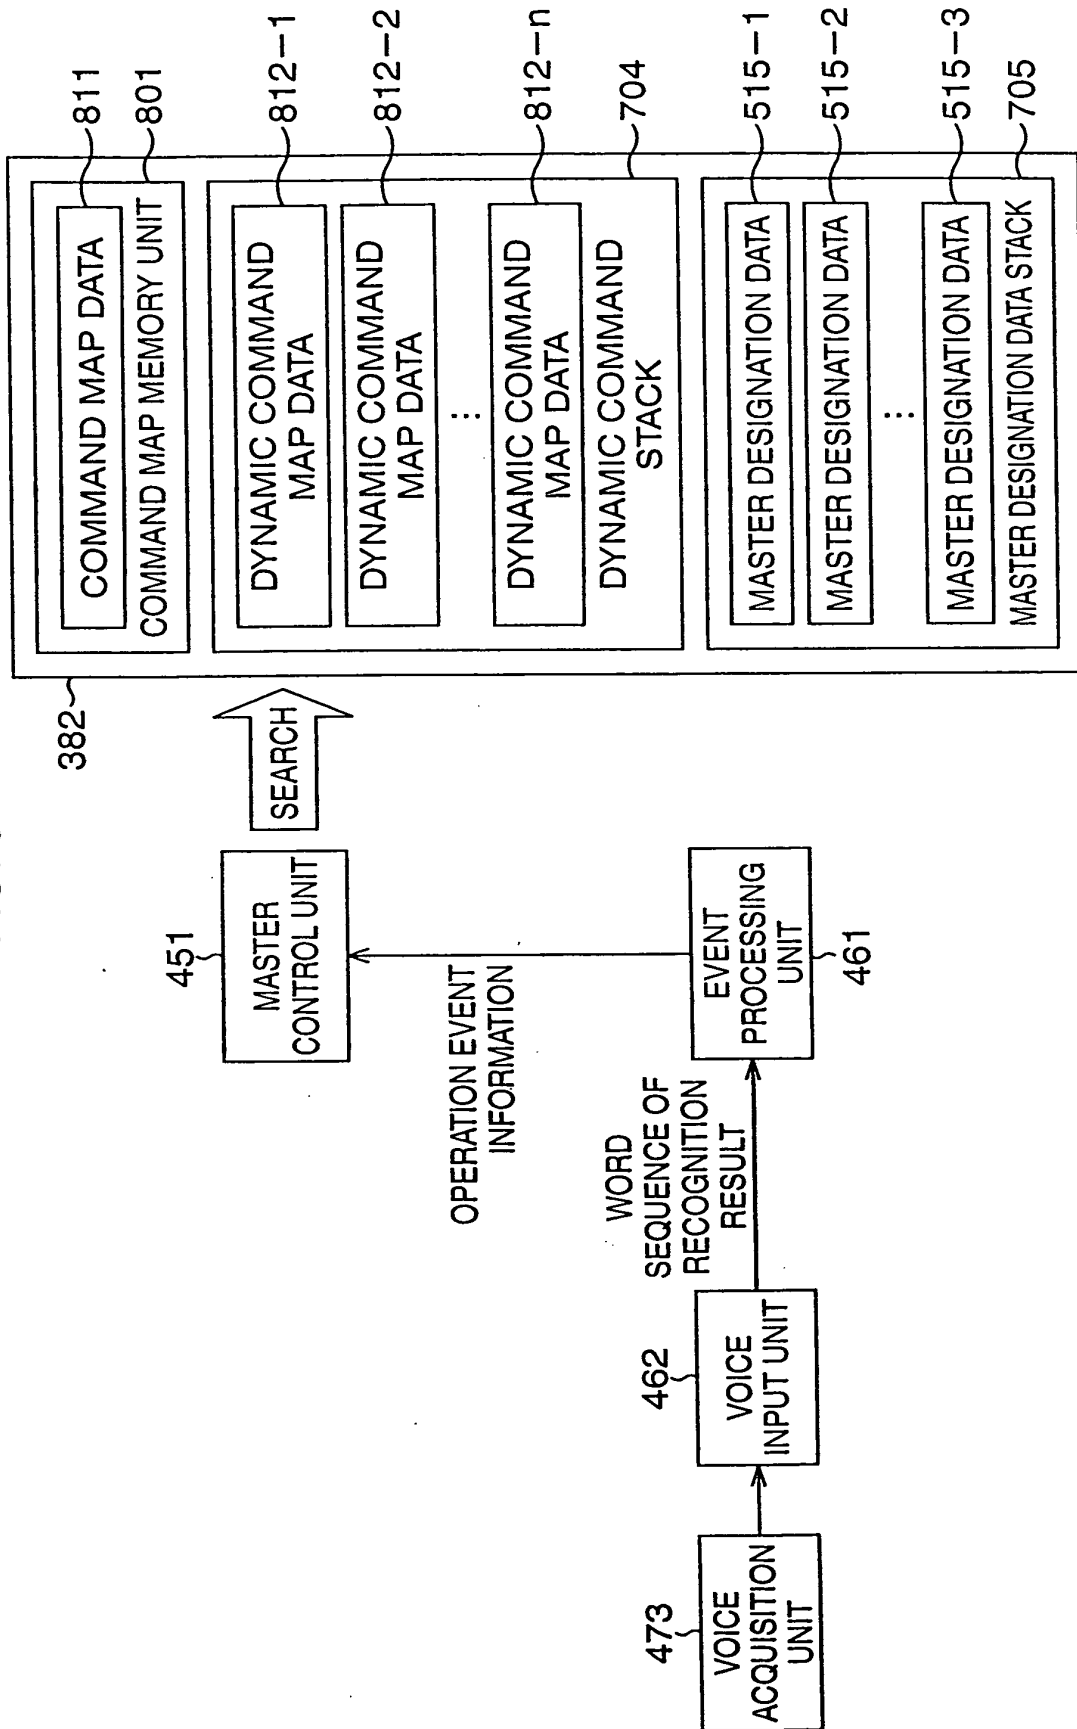 382
COMMAND MAP DATA
811
COMMAND MAP MEMORY UNIT
801
DYNAMIC COMMAND
MAP DATA
812-1
DYNAMIC COMMAND
MAP DATA
812-2
...
DYNAMIC COMMAND
MAP DATA
812-n
DYNAMIC COMMAND
STACK
704
MASTER DESIGNATION DATA
515-1
MASTER DESIGNATION DATA
515-2
...
MASTER DESIGNATION DATA
515-3
MASTER DESIGNATION DATA STACK
705
SEARCH
451
MASTER
CONTROL UNIT
OPERATION EVENT
INFORMATION
EVENT
PROCESSING
UNIT
461
WORD
SEQUENCE OF
RECOGNITION
RESULT
462
VOICE
INPUT UNIT
473
VOICE
ACQUISITION
UNIT